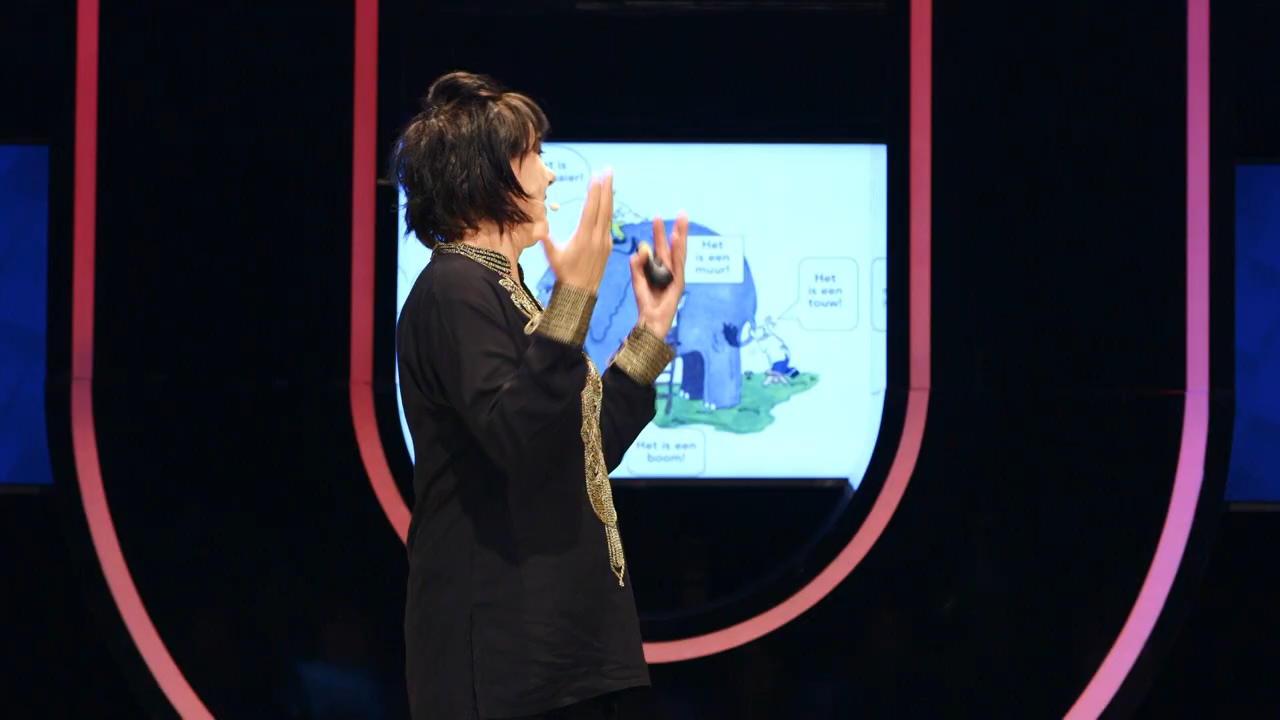 Het
is een
muur!
Het
is een
touw!
Het is een
boom!